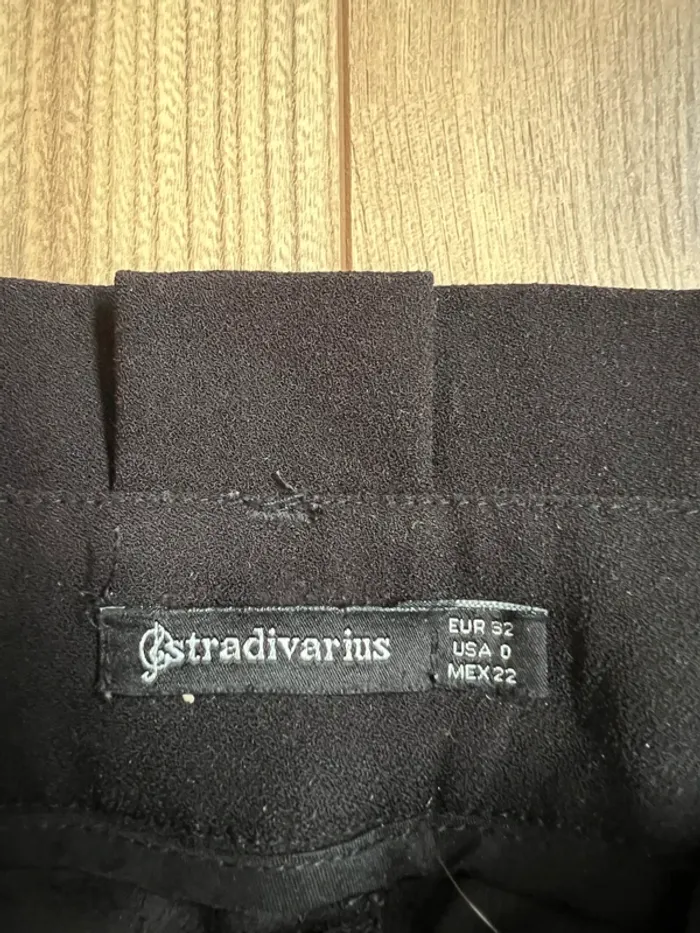 stradivarius
EUR 32
USA 0
MEX 22